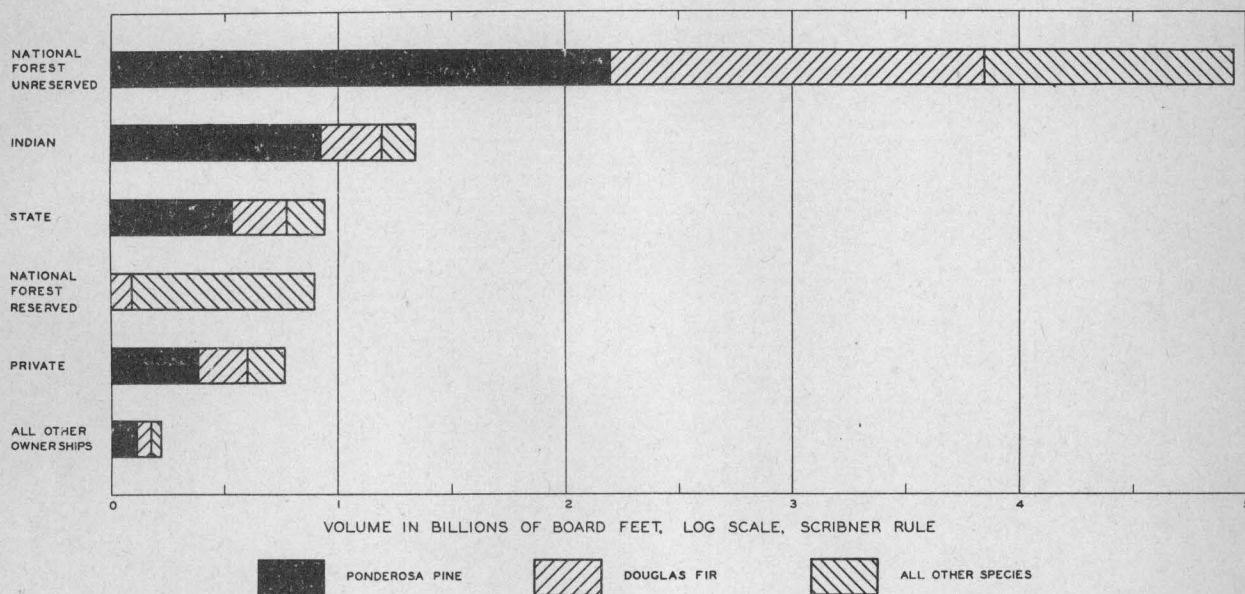 NATIONAL
FOREST
UNRESERVED
INDIAN
STATE
NATIONAL
FOREST
RESERVED
PRIVATE
ALL OTHER
OWNERSHIPS
0 1 2 3 4 5
VOLUME IN BILLIONS OF BOARD FEET, LOG SCALE, SCRIBNER RULE
PONDEROSA PINE DOUGLAS FIR ALL OTHER SPECIES